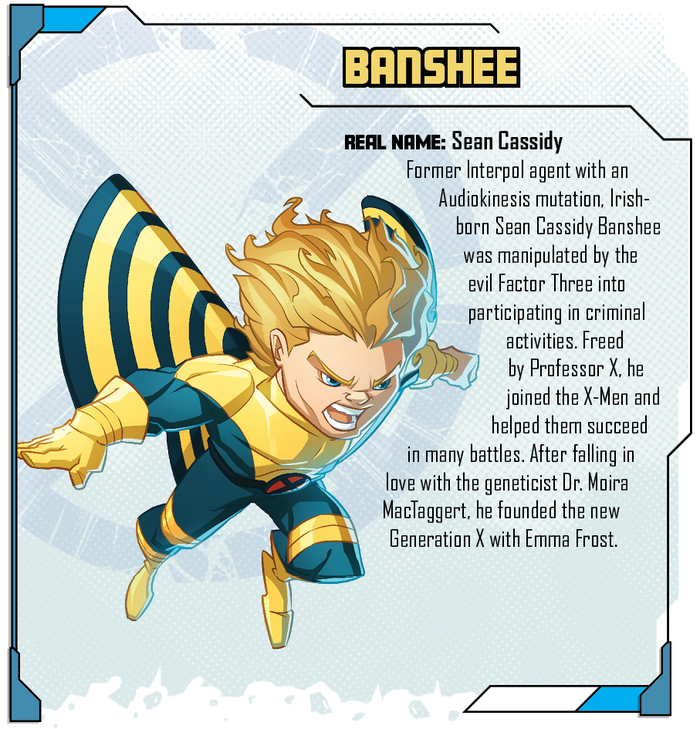 BANSHEE
REAL NAME: Sean Cassidy
Former Interpol agent with an
Audiokinesis mutation, Irish-
born Sean Cassidy Banshee
was manipulated by the
evil Factor Three into
participating in criminal
activities. Freed
by Professor X, he
joined the X-Men and
helped them succeed
in many battles. After falling in
love with the geneticist Dr. Moira
MacTaggert, he founded the new
Generation X with Emma Frost.